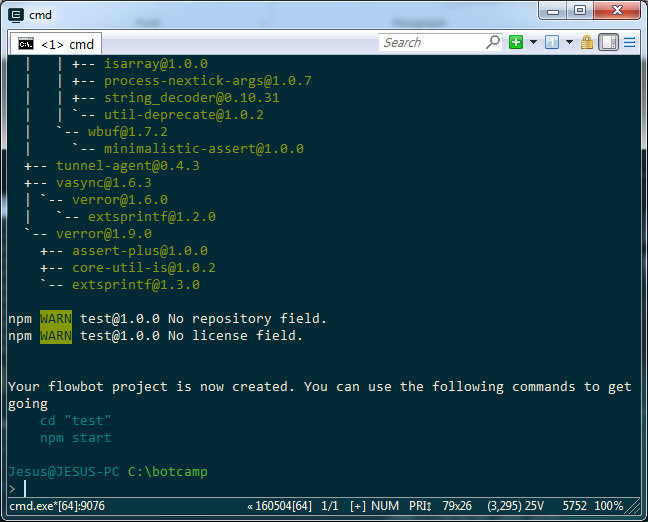 cmd
<1> cmd
Search
|   |  +-- isarray@1.0.0
|   |  +-- process-nextick-args@1.0.7
|   |  +-- string_decoder@0.10.31
|   |  `-- util-deprecate@1.0.2
|   `-- wbuf@1.7.2
|     `-- minimalistic-assert@1.0.0
+-- tunnel-agent@0.4.3
+-- vasync@1.6.3
| `-- verror@1.6.0
|   `-- extsprintf@1.2.0
`-- verror@1.9.0
  +-- assert-plus@1.0.0
  +-- core-util-is@1.0.2
  `-- extsprintf@1.3.0
npm WARN test@1.0.0 No repository field.
npm WARN test@1.0.0 No license field.
Your flowbot project is now created. You can use the following commands to get
going
    cd "test"
    npm start
Jesus@JESUS-PC C:\botcamp
>
cmd.exe*[64]:9076 « 160504[64] 1/1 [+] NUM PRI↕ 79x26 (3,295) 25V 5752 100%